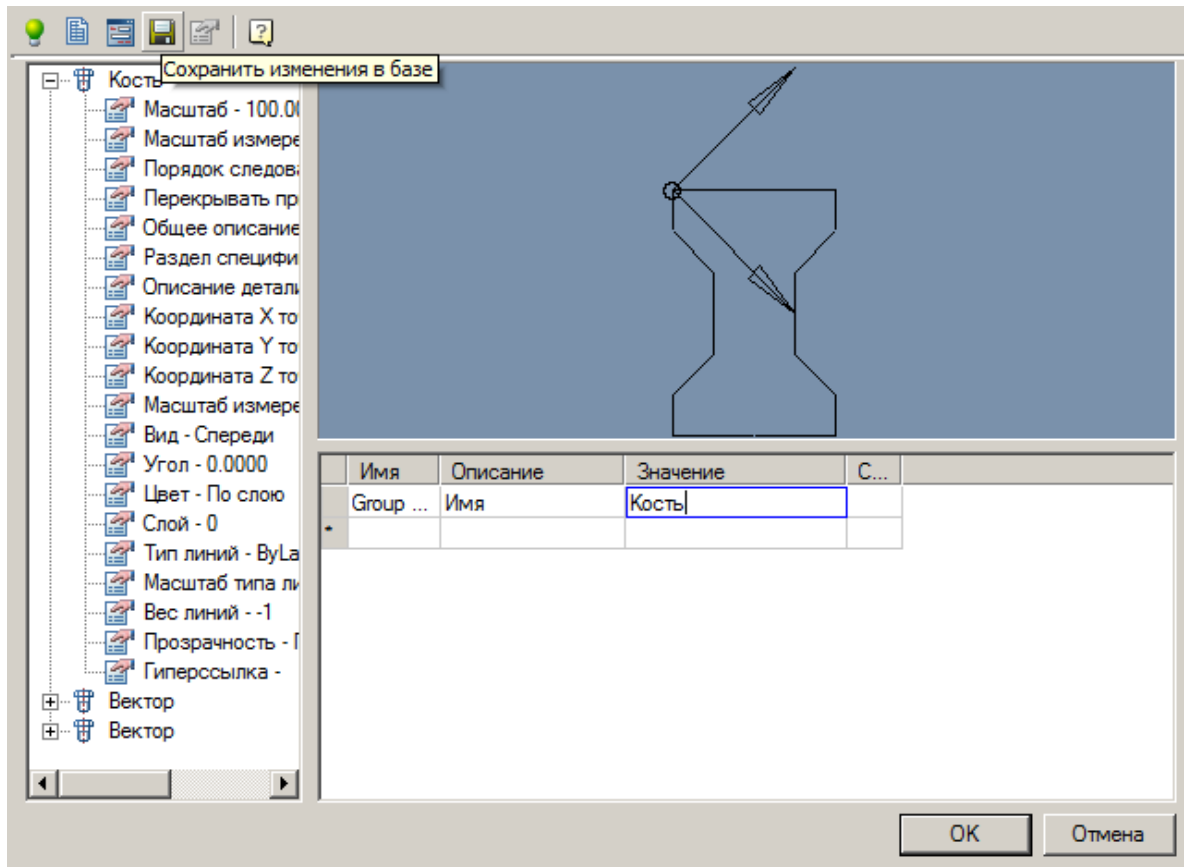 Сохранить изменения в базе
Кость
Масштаб - 100.0
Масштаб измере
Порядок следова
Перекрывать пр
Общее описание
Раздел специфи
Описание детали
Координата X то
Координата Y то
Координата Z то
Масштаб измере
Вид - Спереди
Угол - 0.0000
Цвет - По слою
Слой - 0
Тип линий - ByLa
Масштаб типа ли
Вес линий - -1
Прозрачность - П
Гиперссылка -
Вектор
Вектор
Имя Описание Значение С...
Group ... Имя Кость
OK Отмена